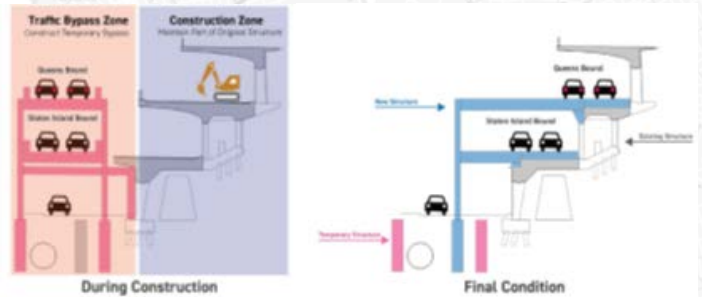 Traffic Bypass Zone
Construct Temporary Bypass
Construction Zone
Maintain Part of Original Structure
Queens Bound
Staten Island Bound
During Construction
Queens Bound
New Structure
Staten Island Bound
Existing Structure
Temporary Structure
Final Condition